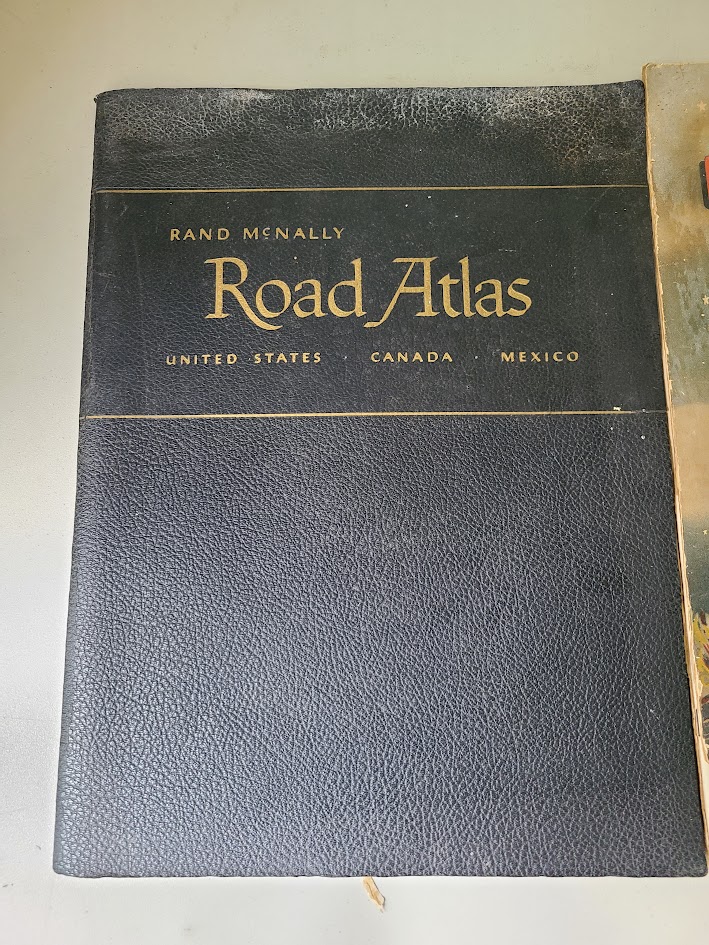 RAND McNALLY
Road Atlas
UNITED STATES · CANADA · MEXICO